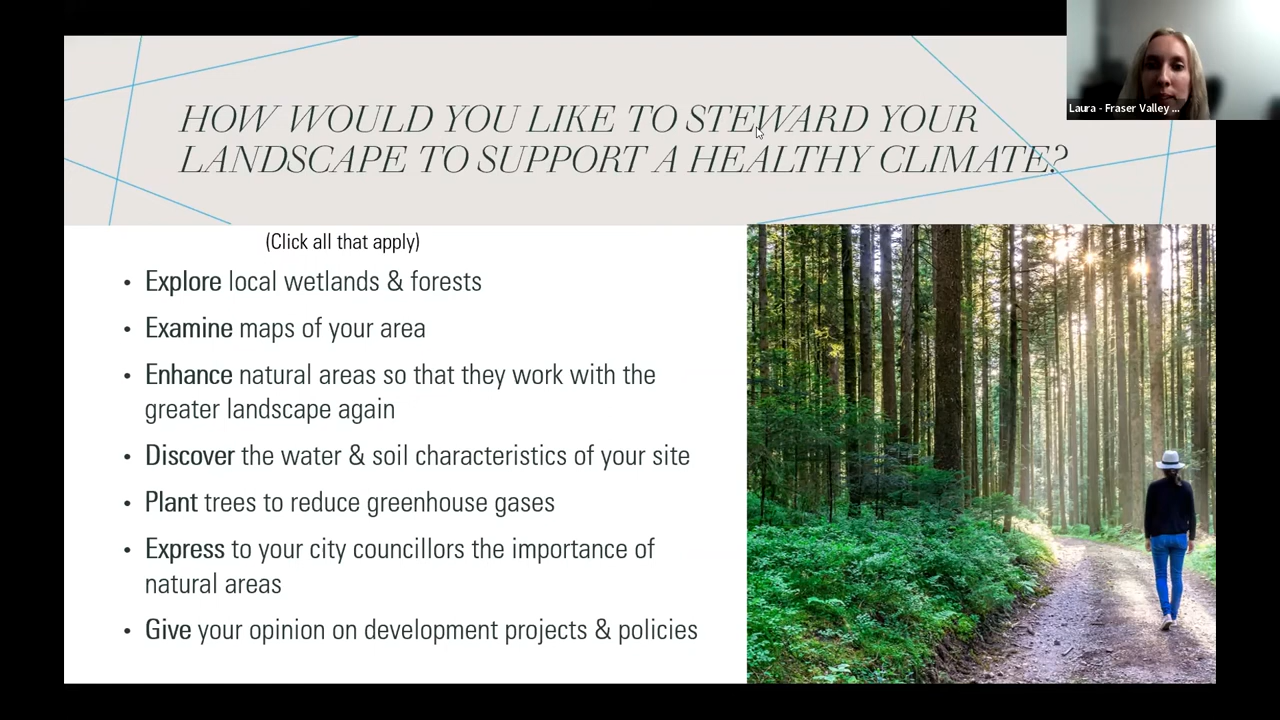 HOW WOULD YOU LIKE TO STEWARD YOUR
LANDSCAPE TO SUPPORT A HEALTHY CLIMATE?
Laura - Fraser Valley ...
(Click all that apply)
• Explore local wetlands & forests
• Examine maps of your area
• Enhance natural areas so that they work with the
greater landscape again
• Discover the water & soil characteristics of your site
• Plant trees to reduce greenhouse gases
• Express to your city councillors the importance of
natural areas
• Give your opinion on development projects & policies